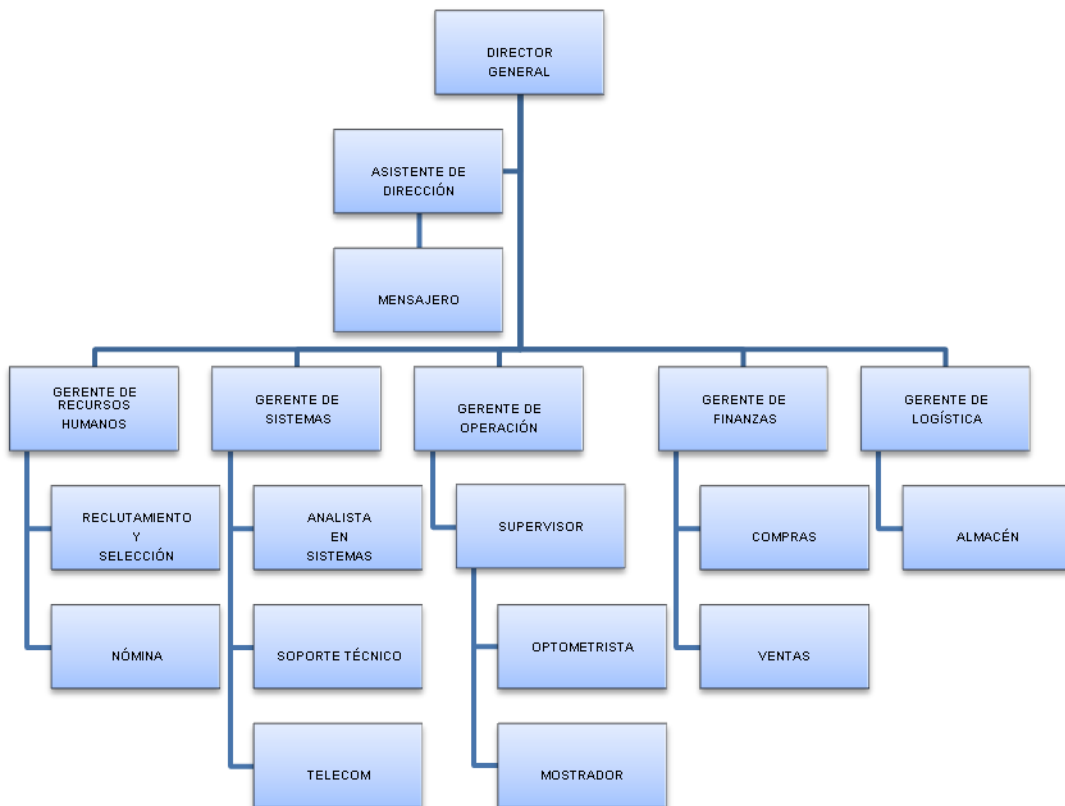 DIRECTOR
GENERAL
ASISTENTE DE
DIRECCIÓN
MENSAJERO
GERENTE DE
RECURSOS
HUMANOS
GERENTE DE
SISTEMAS
GERENTE DE
OPERACIÓN
GERENTE DE
FINANZAS
GERENTE DE
LOGÍSTICA
RECLUTAMIENTO
Y
SELECCIÓN
ANALISTA
EN
SISTEMAS
SUPERVISOR
COMPRAS
ALMACÉN
NÓMINA
SOPORTE TÉCNICO
OPTOMETRISTA
VENTAS
TELECOM
MOSTRADOR